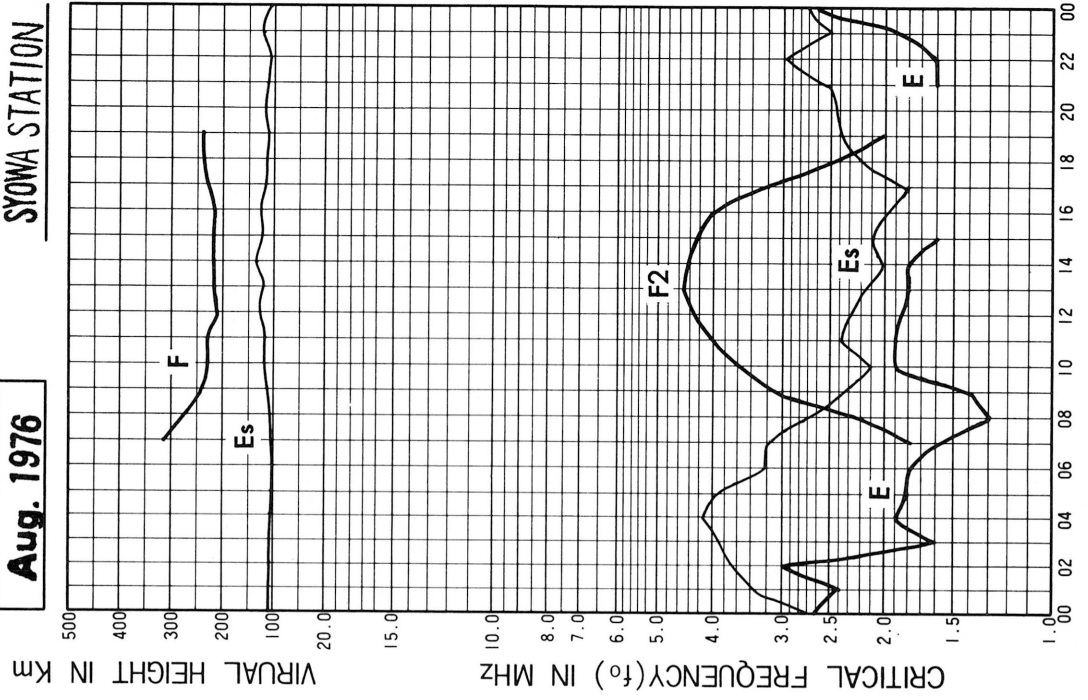 Aug. 1976
SYOWA STATION
VIRUAL HEIGHT IN Km
500
400
300
200
100
F
Es
CRITICAL FREQUENCY(fo) IN MHz
20.0
15.0
10.0
9.0
8.0
7.0
6.0
5.0
4.0
3.0
2.5
2.0
1.5
1.0
F2
Es
E
E
00 02 04 06 08 10 12 14 16 18 20 22 00